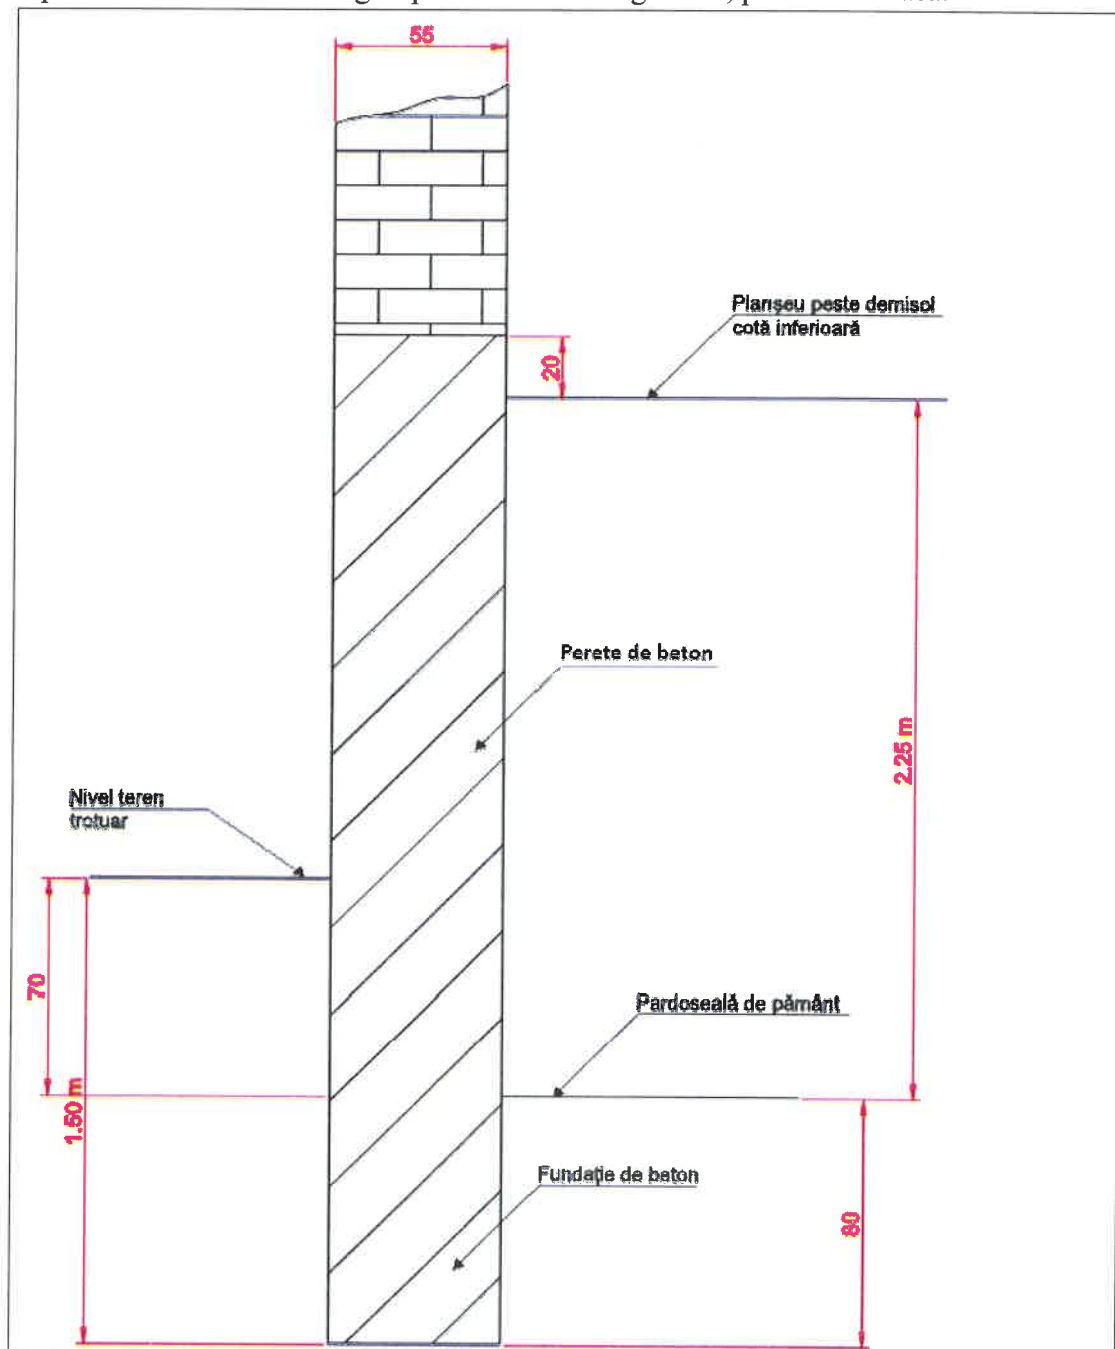 55
Planșeu peste demisol
cotă inferioară
20
Perete de beton
2.25 m
Nivel teren
trotuar
70
Pardoseală de pământ
1.50 m
Fundație de beton
80